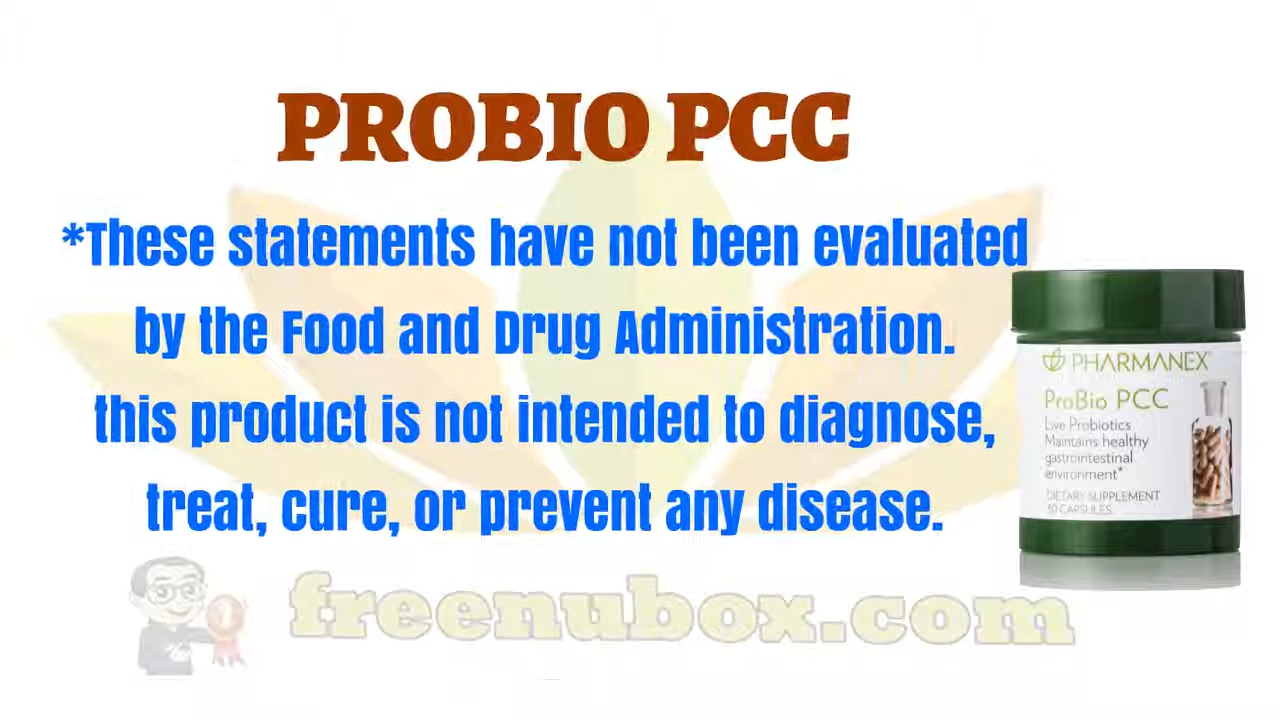 PROBIO PCC
*These statements have not been evaluated
by the Food and Drug Administration.
this product is not intended to diagnose,
treat, cure, or prevent any disease.
PHARMANEX®
ProBio PCC
Live Probiotics
Maintains healthy
gastrointestinal
environment*
DIETARY SUPPLEMENT
CAPSULES
freenubox.com